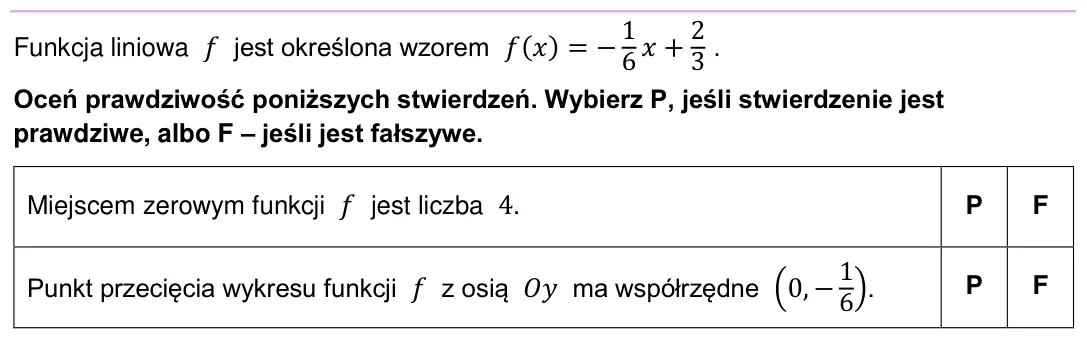 Funkcja liniowa f jest określona wzorem f(x) = −1/6 x + 2/3 .
Oceń prawdziwość poniższych stwierdzeń. Wybierz P, jeśli stwierdzenie jest
prawdziwe, albo F – jeśli jest fałszywe.
Miejscem zerowym funkcji f jest liczba 4. P F
Punkt przecięcia wykresu funkcji f z osią Oy ma współrzędne (0, −1/6). P F